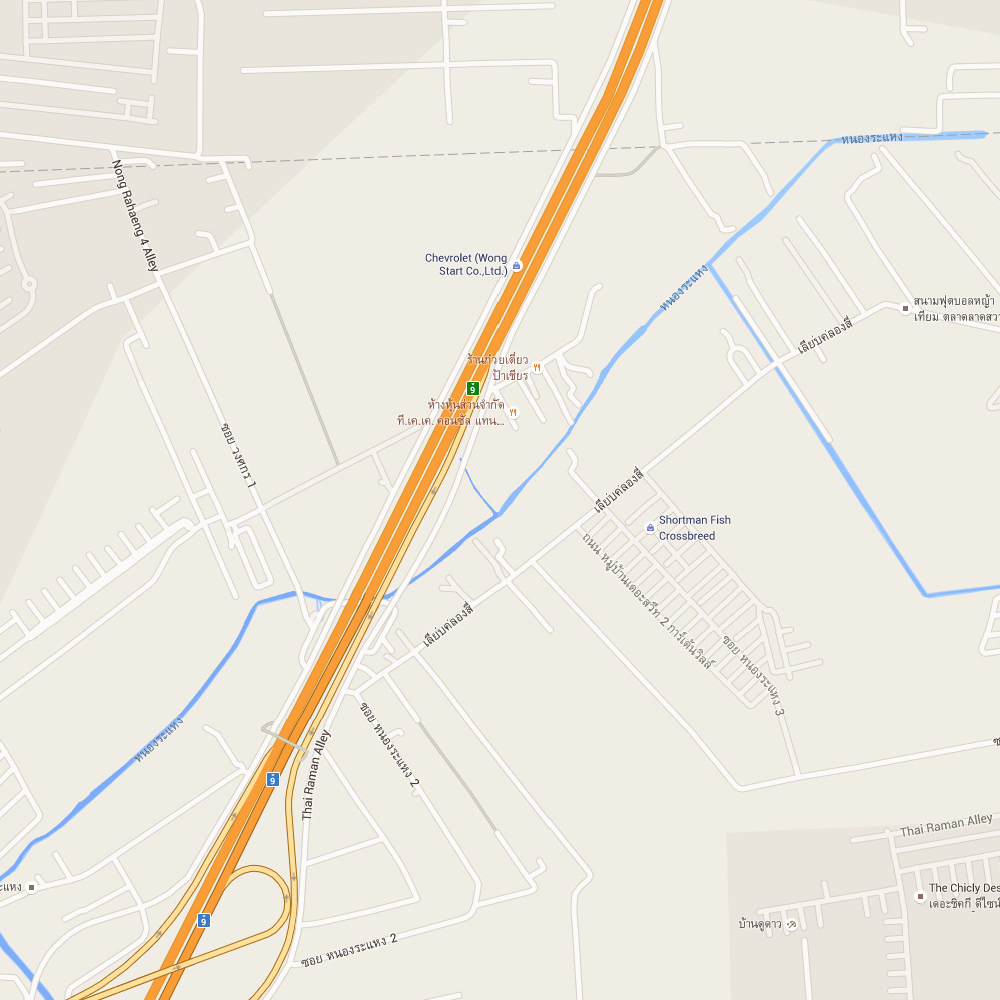 หนองระแหง
Nong Rahaeng 4 Alley
Chevrolet (Wong
Start Co.,Ltd.)
หนองระแหง
สนามฟุตบอลหญ้า
เทียม ตลาดลาดสวา
เลียบคลองสี่
ร้านก๋วยเตี๋ยว
ป้าเขียร
9
ห้างหุ้นส่วนจำกัด
ที.เค.เค. คอนซัล แทน...
ซอย วงศกร 1
เลียบคลองสี่
Shortman Fish
Crossbreed
ถนน หมู่บ้านเดอะสวีท 2 การ์เด้นวิลล์
เลียบคลองสี่
ซอย หนองระแหง 3
หนองระแหง
ซอย หนองระแหง 2
Thai Raman Alley
ซ
9
Thai Raman Alley
ะแหง
The Chicly Des
เดอะชิคกี้ ดีไซน์
9
บ้านดูดาว
ซอย หนองระแหง 2